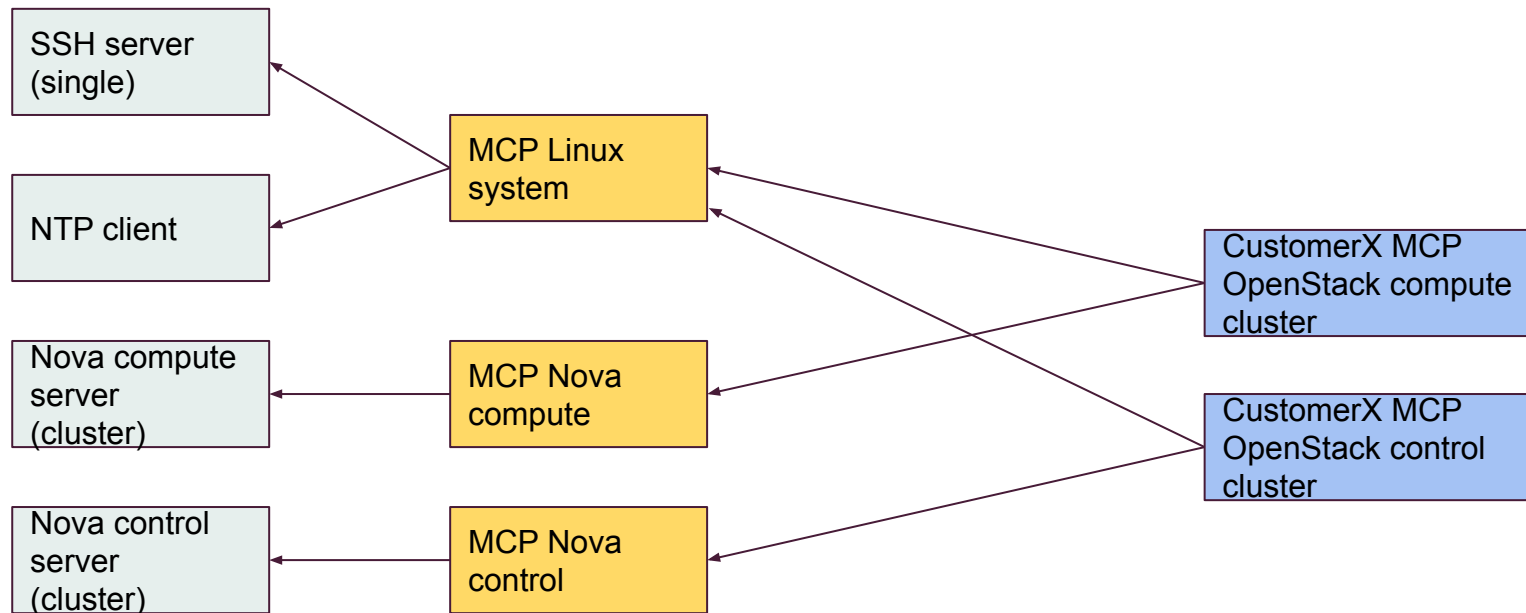 SSH server
(single)
NTP client
Nova compute
server
(cluster)
Nova control
server
(cluster)
MCP Linux
system
MCP Nova
compute
MCP Nova
control
CustomerX MCP
OpenStack compute
cluster
CustomerX MCP
OpenStack control
cluster